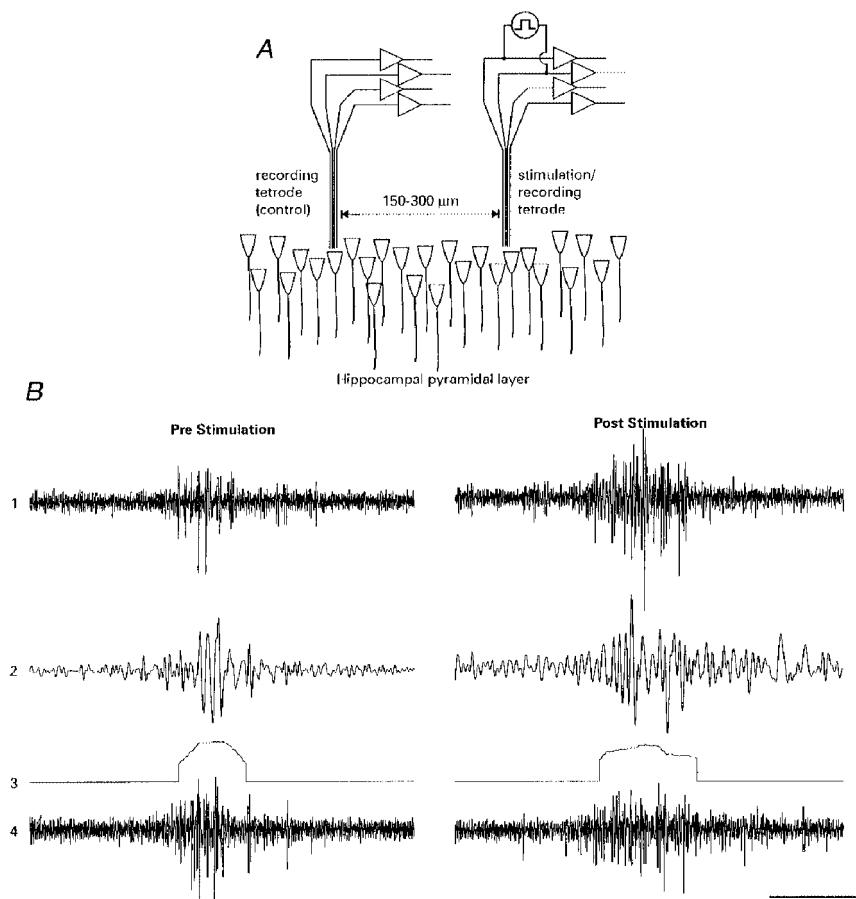 A
recording
tetrode
(control)
150-300 µm
stimulation/
recording
tetrode
Hippocampal pyramidal layer
B
Pre Stimulation
Post Stimulation
1
2
3
4